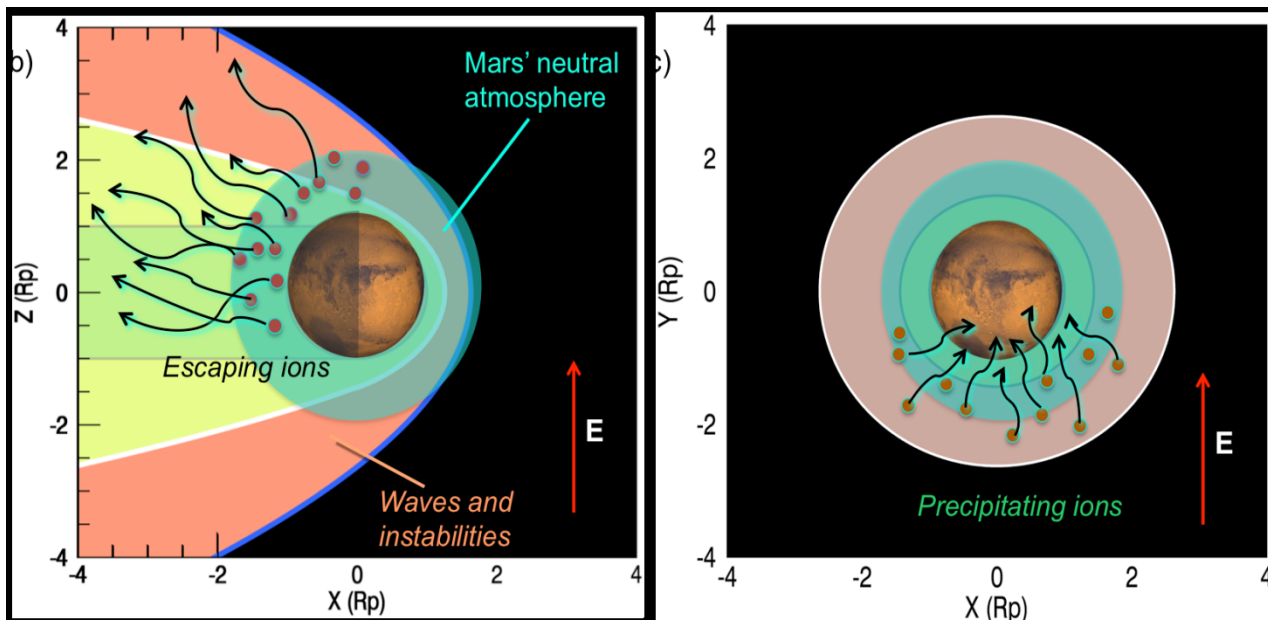 b)
Mars' neutral
atmosphere
Escaping ions
Waves and
instabilities
E
Z (Rp)
4
2
0
-2
-4
-4
-2
0
2
4
X (Rp)
c)
Precipitating ions
E
Y (Rp)
4
2
0
-2
-4
-4
-2
0
2
4
X (Rp)